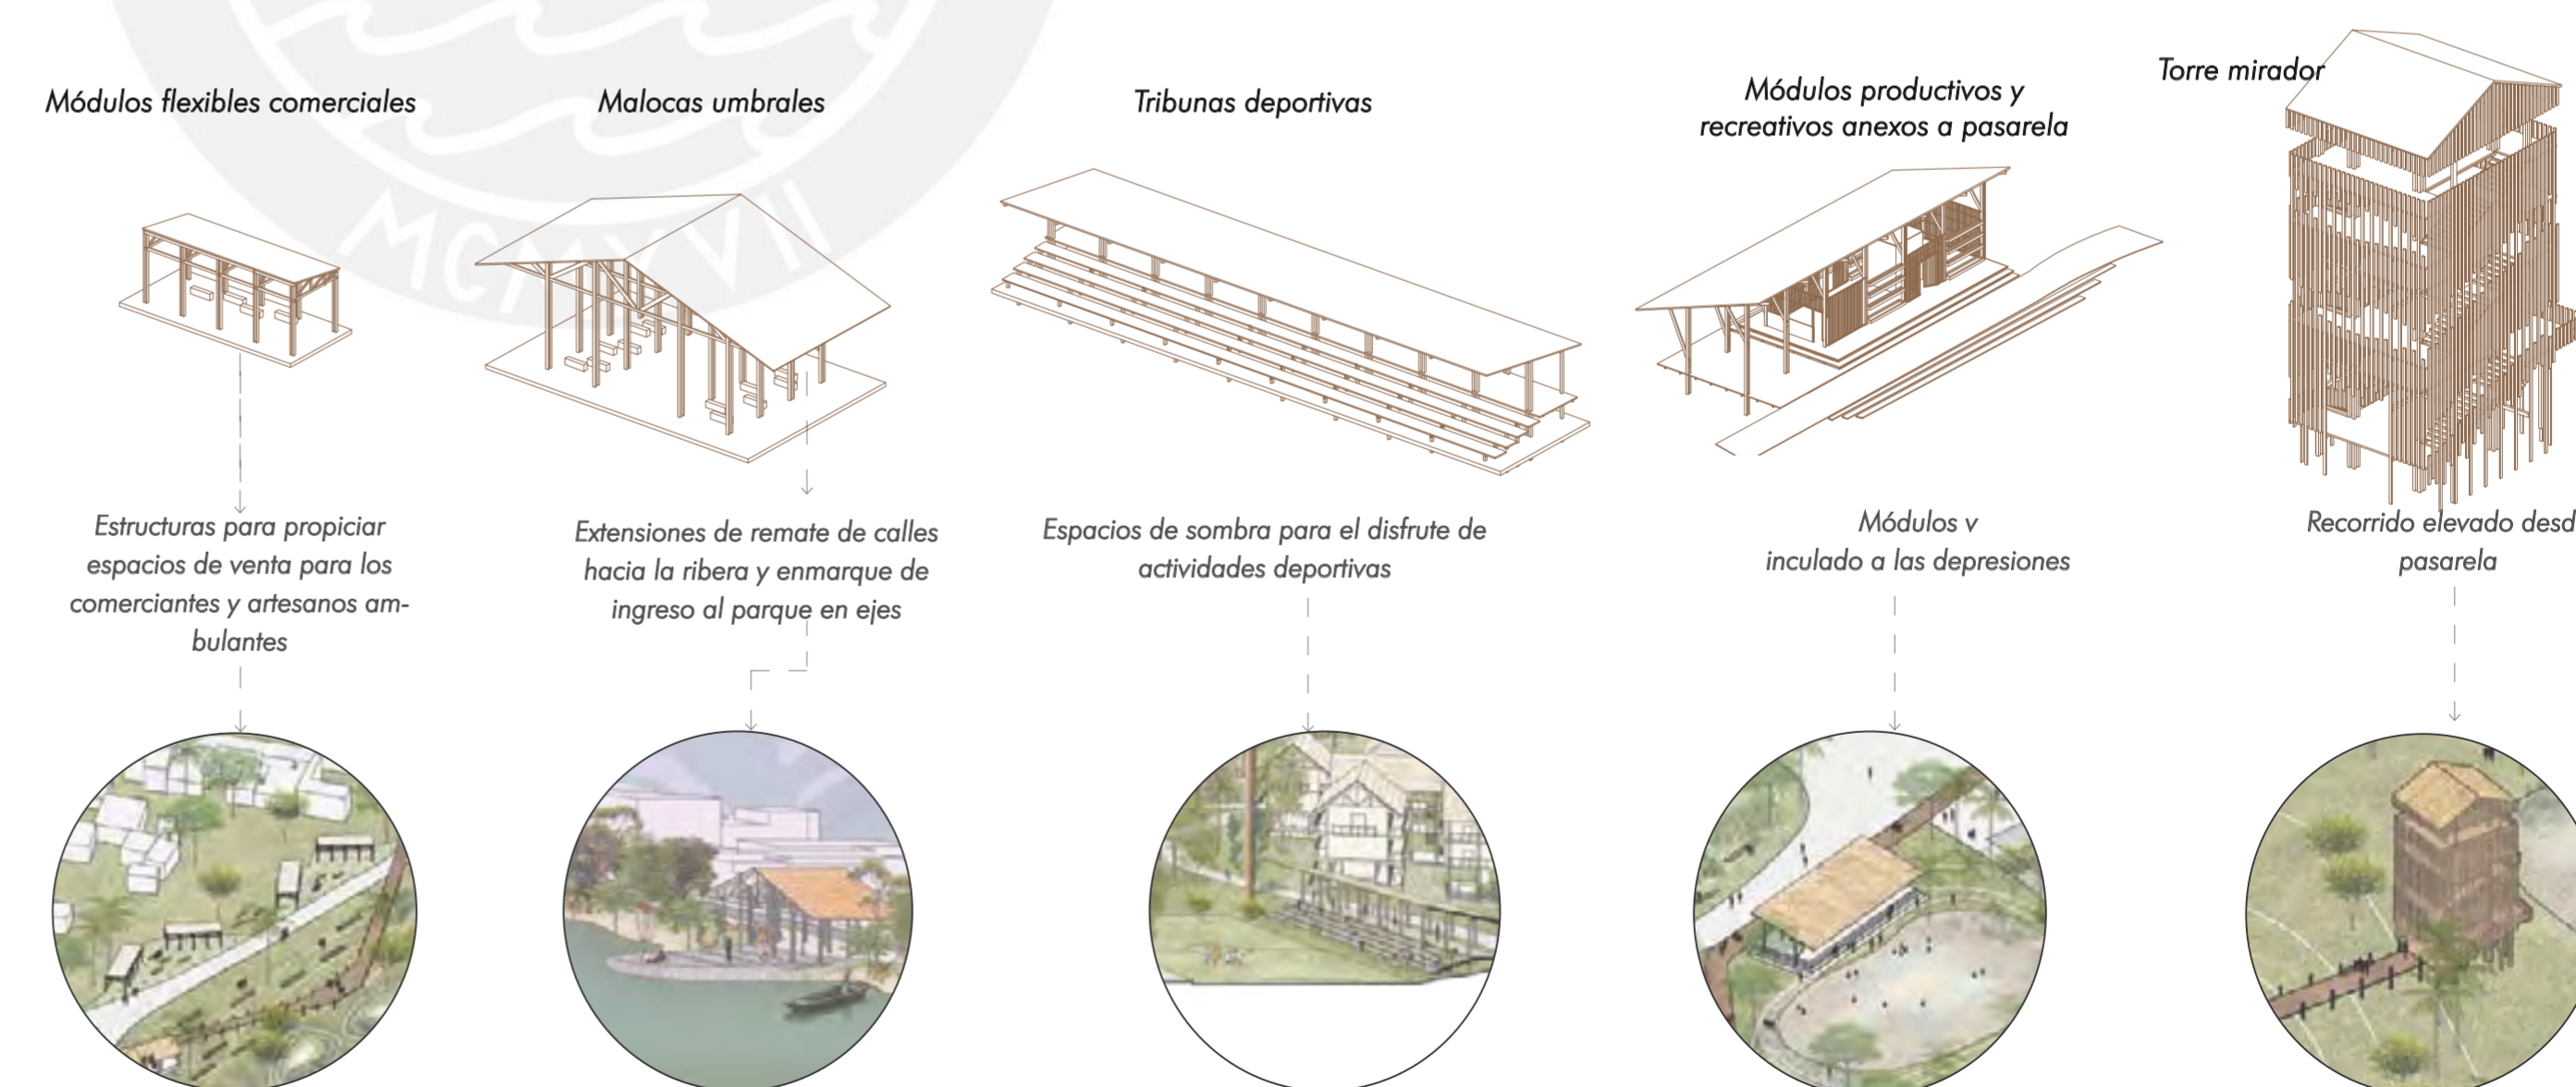 Módulos flexibles comerciales
Malocas umbrales
Tribunas deportivas
Módulos productivos y
recreativos anexos a pasarela
Torre mirador
MCMXVII
Estructuras para propiciar
espacios de venta para los
comerciantes y artesanos am-
bulantes
Extensiones de remate de calles
hacia la ribera y enmarque de
ingreso al parque en ejes
Espacios de sombra para el disfrute de
actividades deportivas
Módulos v
inculado a las depresiones
Recorrido elevado desd
pasarela